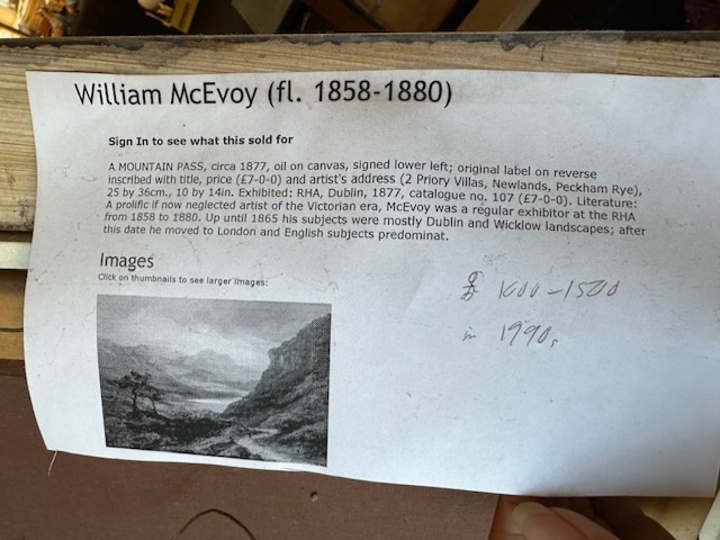 William McEvoy (fl. 1858-1880)
Sign In to see what this sold for
A MOUNTAIN PASS, circa 1877, oil on canvas, signed lower left; original label on reverse
inscribed with title, price (£7-0-0) and artist's address (2 Priory Villas, Newlands, Peckham Rye),
25 by 36cm., 10 by 14in. Exhibited: RHA, Dublin, 1877, catalogue no. 107 (£7-0-0). Literature:
A prolific if now neglected artist of the Victorian era, McEvoy was a regular exhibitor at the RHA
from 1858 to 1880. Up until 1865 his subjects were mostly Dublin and Wicklow landscapes; after
this date he moved to London and English subjects predominat.
Images
Click on thumbnails to see larger images:
1000-1500
in 1990s